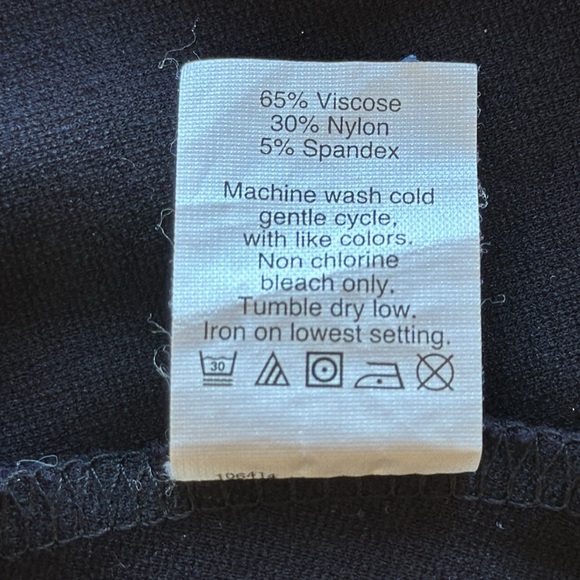 65% Viscose
30% Nylon
5% Spandex
Machine wash cold
gentle cycle,
with like colors.
Non chlorine
bleach only.
Tumble dry low.
Iron on lowest setting.
30